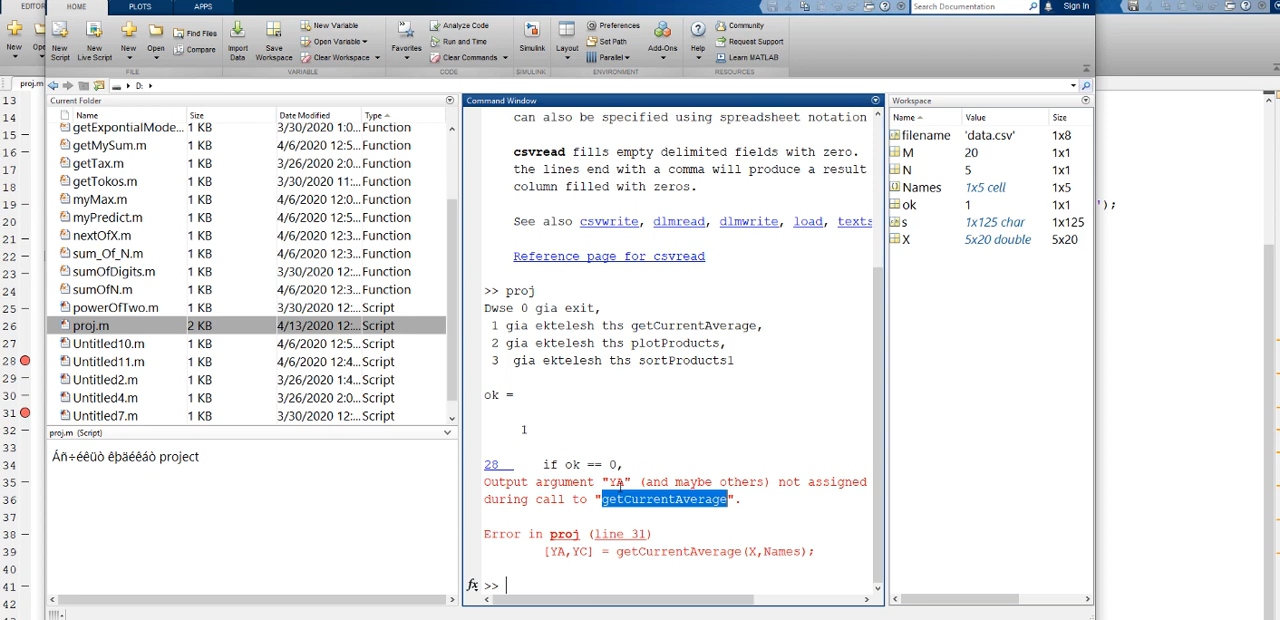 EDITOR
HOME
PLOTS
APPS
Search Documentation
Sign In
New
Open
New Script
New Live Script
New
Open
Find Files
Compare
Import Data
Save Workspace
New Variable
Open Variable
Clear Workspace
Favorites
Analyze Code
Run and Time
Clear Commands
Simulink
Layout
Preferences
Set Path
Parallel
Add-Ons
Help
Community
Request Support
Learn MATLAB
FILE
VARIABLE
CODE
SIMULINK
ENVIRONMENT
RESOURCES
proj.m
D:
Current Folder
Name Size Date Modified Type
getExpontialMode... 1 KB 3/30/2020 1:0... Function
getMySum.m 1 KB 4/6/2020 12:5... Function
getTax.m 1 KB 3/26/2020 2:0... Function
getTokos.m 1 KB 3/30/2020 11:... Function
myMax.m 1 KB 4/6/2020 12:5... Function
myPredict.m 1 KB 4/6/2020 12:5... Function
nextOfX.m 1 KB 4/6/2020 12:3... Function
sum_Of_N.m 1 KB 4/6/2020 12:3... Function
sumOfDigits.m 1 KB 3/30/2020 12:... Function
sumOfN.m 1 KB 4/6/2020 12:3... Function
powerOfTwo.m 1 KB 3/30/2020 12:... Script
proj.m 2 KB 4/13/2020 12:... Script
Untitled10.m 1 KB 4/6/2020 12:5... Script
Untitled11.m 1 KB 4/6/2020 12:4... Script
Untitled2.m 1 KB 3/26/2020 1:4... Script
Untitled4.m 1 KB 3/26/2020 2:0... Script
Untitled7.m 1 KB 3/30/2020 12:... Script
proj.m (Script)
Áñ÷éêüò êþäéêáò project
13
14
15
16
17
18
19
20
21
22
23
24
25
26
27
28
29
30
31
32
33
34
35
36
37
38
39
40
41
42
Command Window
can also be specified using spreadsheet notation
csvread fills empty delimited fields with zero.
the lines end with a comma will produce a result
column filled with zeros.
See also csvwrite, dlmread, dlmwrite, load, texts
Reference page for csvread
>> proj
Dwse 0 gia exit,
1 gia ektelesh ths getCurrentAverage,
2 gia ektelesh ths plotProducts,
3 gia ektelesh ths sortProducts1
ok =
1
28 if ok == 0,
Output argument "YA" (and maybe others) not assigned
during call to "getCurrentAverage".
Error in proj (line 31)
[YA,YC] = getCurrentAverage(X,Names);
fx >>
Workspace
Name Value Size
filename 'data.csv' 1x8
M 20 1x1
N 5 1x1
Names 1x5 cell 1x5
ok 1 1x1
s 1x125 char 1x125
X 5x20 double 5x20
');